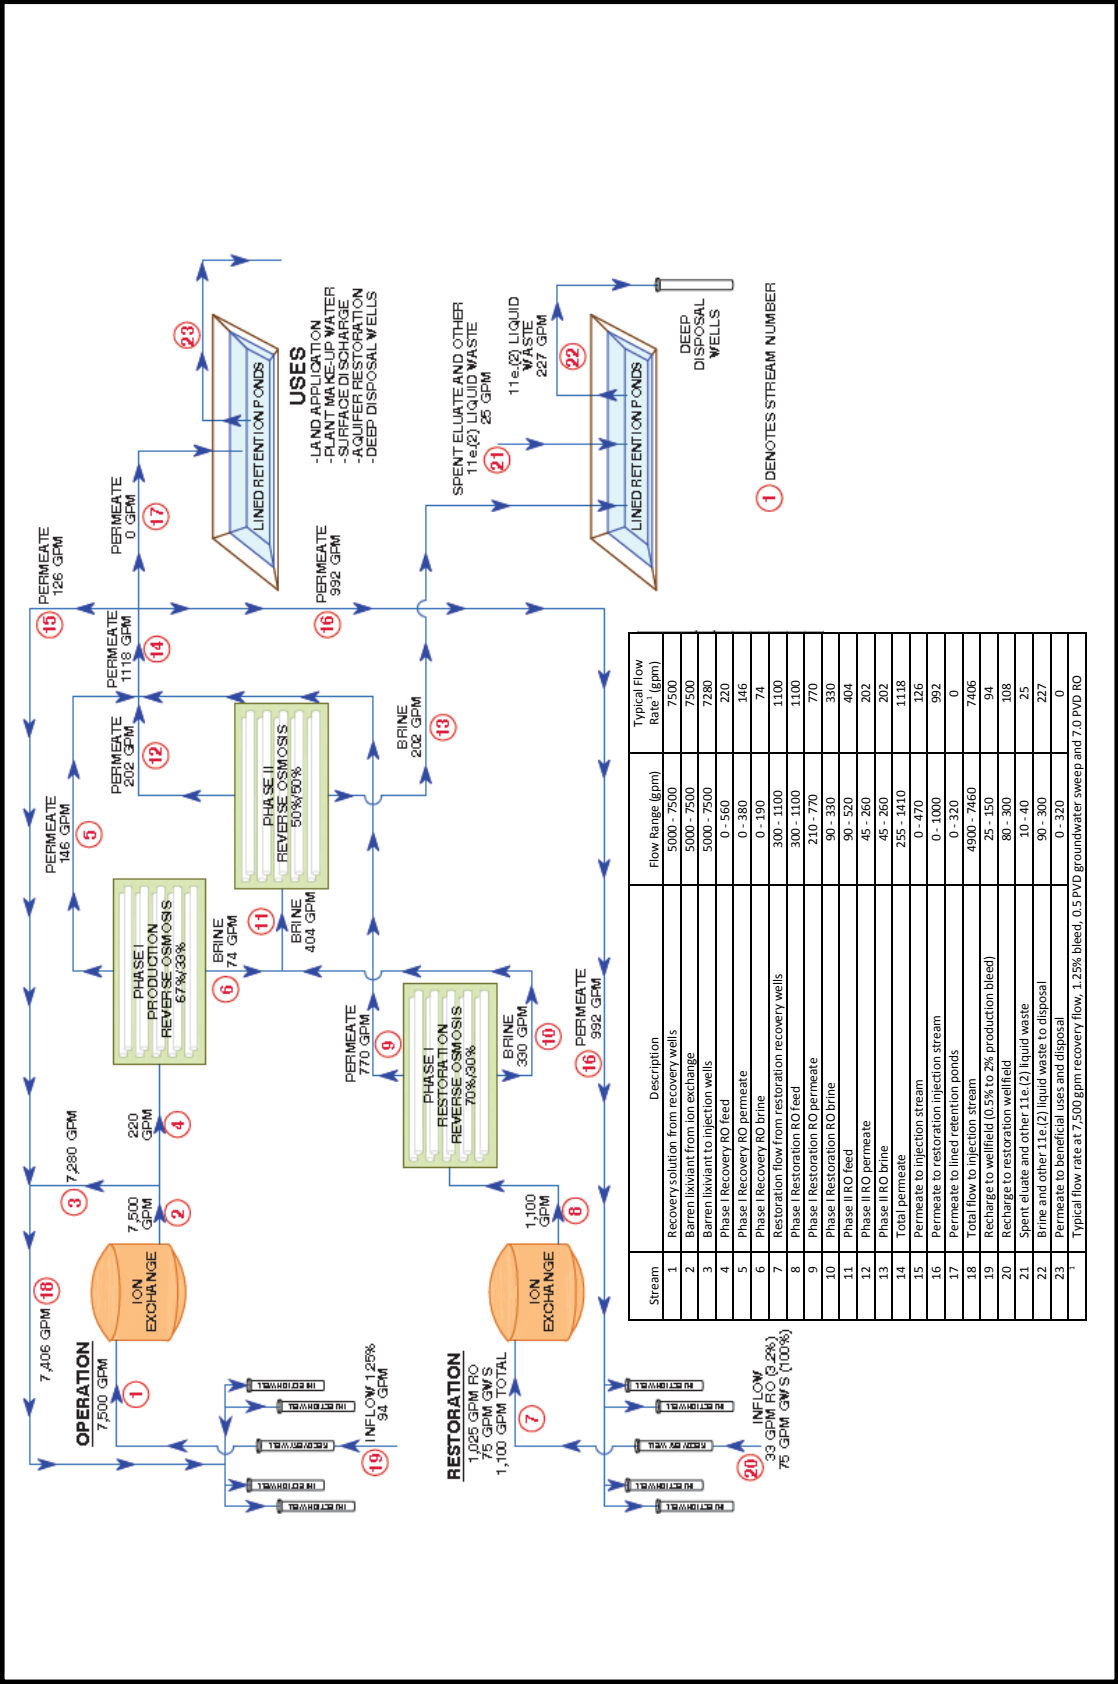 OPERATION
7,500 GPM
1
ION
EXCHANGE
7,500
GPM
2
3
7,280 GPM
220
GPM
4
7,406 GPM
18
PHASE I
PRODUCTION
REVERSE OSMOSIS
67%/33%
PERMEATE
146 GPM
5
BRINE
74 GPM
6
11
BRINE
404 GPM
PHASE II
REVERSE OSMOSIS
50%/50%
PERMEATE
202 GPM
12
PERMEATE
1118 GPM
14
PERMEATE
126 GPM
15
PERMEATE
0 GPM
17
23
LINED RETENTION PONDS
USES
- LAND APPLICATION
- PLANT MAKE-UP WATER
- SURFACE DISCHARGE
- AQUIFER RESTORATION
- DEEP DISPOSAL WELLS
PERMEATE
992 GPM
16
BRINE
202 GPM
13
SPENT ELUATE AND OTHER
11e.(2) LIQUID WASTE
25 GPM
21
11e.(2) LIQUID
WASTE
227 GPM
22
LINED RETENTION PONDS
DEEP
DISPOSAL
WELLS
1 DENOTES STREAM NUMBER
INJECTION WELL
INJECTION WELL
RECOVERY WELL
INJECTION WELL
INJECTION WELL
INFLOW 1.25%
94 GPM
19
RESTORATION
1,025 GPM RO
75 GPM GWS
1,100 GPM TOTAL
7
ION
EXCHANGE
1,100
GPM
8
PHASE I
RESTORATION
REVERSE OSMOSIS
70%/30%
PERMEATE
770 GPM
9
BRINE
330 GPM
10
16
PERMEATE
992 GPM
INJECTION WELL
INJECTION WELL
RECOVERY WELL
INJECTION WELL
INJECTION WELL
20
INFLOW
33 GPM RO (3.2%)
75 GPM GWS (100%)
Stream Description Flow Range (gpm) Typical Flow Rate¹ (gpm)
1 Recovery solution from recovery wells 5000 - 7500 7500
2 Barren lixiviant from ion exchange 5000 - 7500 7500
3 Barren lixiviant to injection wells 5000 - 7500 7280
4 Phase I Recovery RO feed 0 - 560 220
5 Phase I Recovery RO permeate 0 - 380 146
6 Phase I Recovery RO brine 0 - 190 74
7 Restoration flow from restoration recovery wells 300 - 1100 1100
8 Phase I Restoration RO feed 300 - 1100 1100
9 Phase I Restoration RO permeate 210 - 770 770
10 Phase I Restoration RO brine 90 - 330 330
11 Phase II RO feed 90 - 520 404
12 Phase II RO permeate 45 - 260 202
13 Phase II RO brine 45 - 260 202
14 Total permeate 255 - 1410 1118
15 Permeate to injection stream 0 - 470 126
16 Permeate to restoration injection stream 0 - 1000 992
17 Permeate to lined retention ponds 0 - 320 0
18 Total flow to injection stream 4900 - 7460 7406
19 Recharge to wellfield (0.5% to 2% production bleed) 25 - 150 94
20 Recharge to restoration wellfield 80 - 300 108
21 Spent eluate and other 11e.(2) liquid waste 10 - 40 25
22 Brine and other 11e.(2) liquid waste to disposal 90 - 300 227
23 Permeate to beneficial uses and disposal 0 - 320 0
¹ Typical flow rate at 7,500 gpm recovery flow, 1.25% bleed, 0.5 PVD groundwater sweep and 7.0 PVD RO